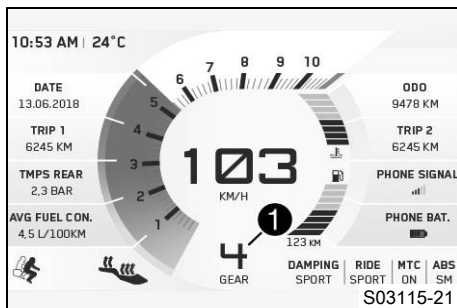 10:53 AM | 24°C
DATE
13.06.2018
TRIP 1
6245 KM
TMPS REAR
2,3 BAR
AVG FUEL CON.
4,5 L/100KM
1 2 3 4 5 6 7 8 9 10
103
KM/H
4
GEAR
1
123 KM
ODO
9478 KM
TRIP 2
6245 KM
PHONE SIGNAL
PHONE BAT.
DAMPING | RIDE | MTC | ABS
SPORT | SPORT | ON | SM
S03115-21